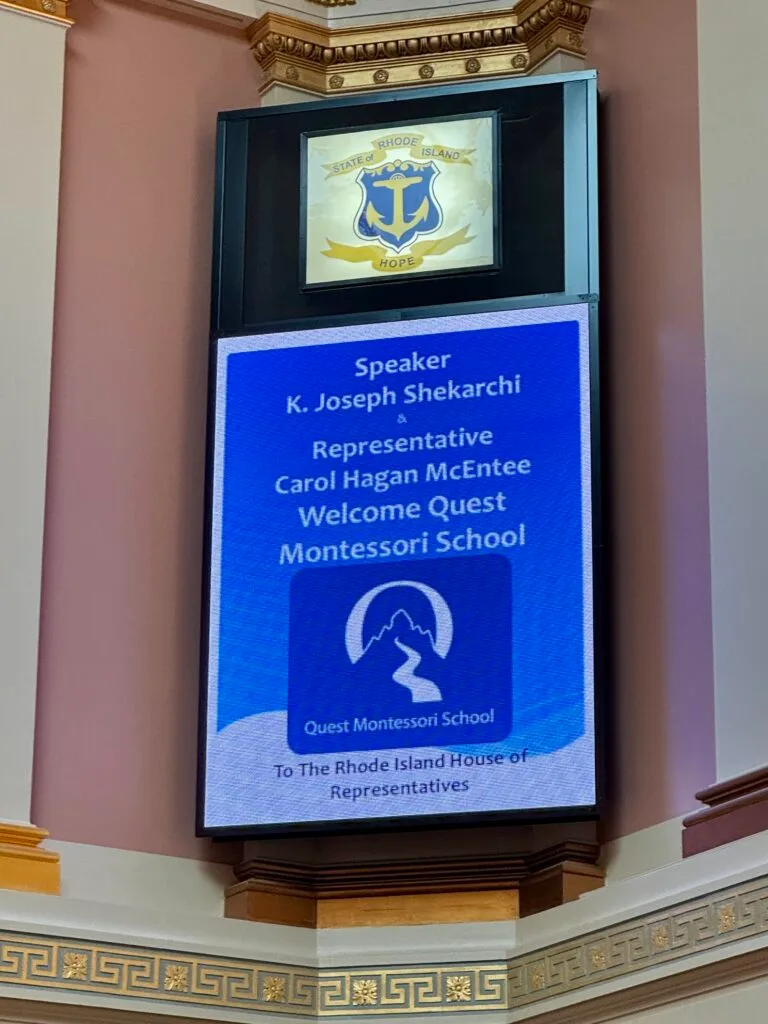 STATE of RHODE ISLAND
HOPE
Speaker
K. Joseph Shekarchi
&
Representative
Carol Hagan McEntee
Welcome Quest
Montessori School
Quest Montessori School
To The Rhode Island House of
Representatives